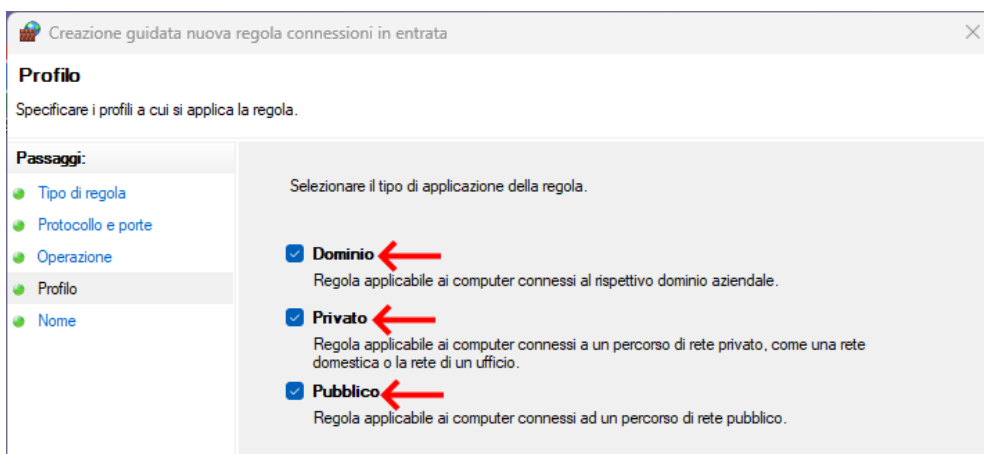 Creazione guidata nuova regola connessioni in entrata
Profilo
Specificare i profili a cui si applica la regola.
Passaggi:
Tipo di regola
Protocollo e porte
Operazione
Profilo
Nome
Selezionare il tipo di applicazione della regola.
Dominio
Regola applicabile ai computer connessi al rispettivo dominio aziendale.
Privato
Regola applicabile ai computer connessi a un percorso di rete privato, come una rete
domestica o la rete di un ufficio.
Pubblico
Regola applicabile ai computer connessi ad un percorso di rete pubblico.